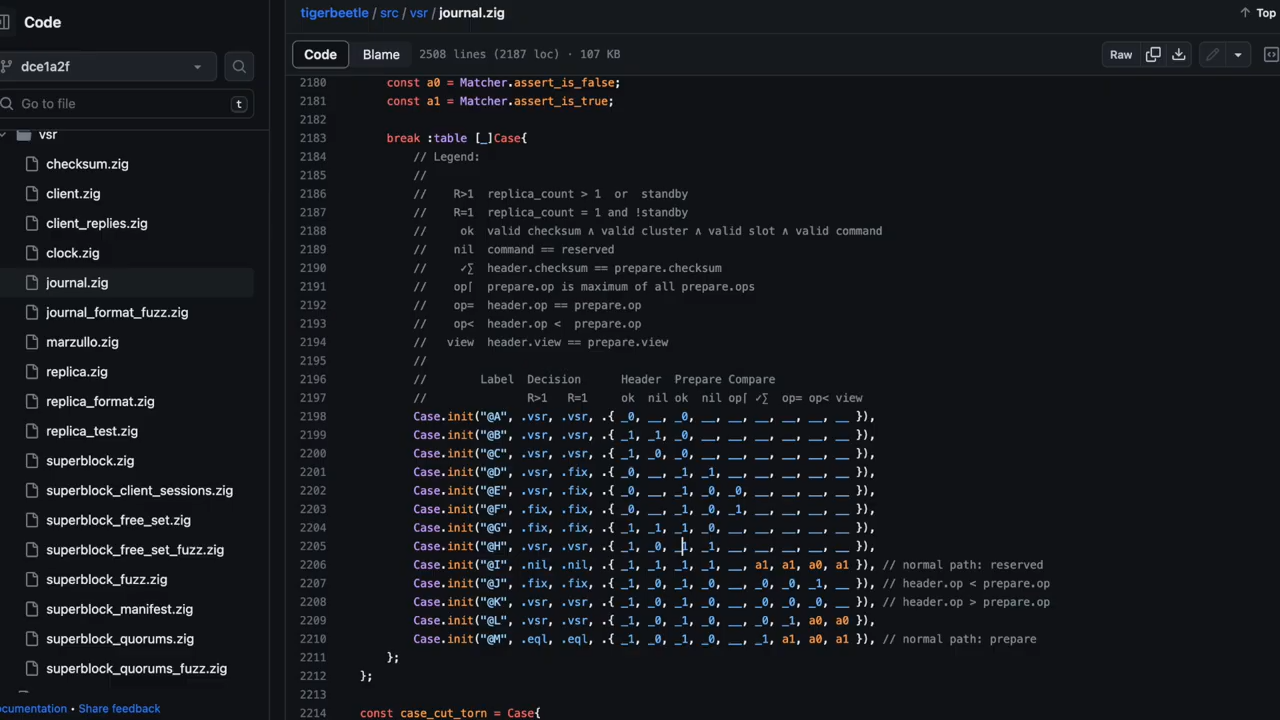 Code
dce1a2f
Go to file
t
vsr
checksum.zig
client.zig
client_replies.zig
clock.zig
journal.zig
journal_format_fuzz.zig
marzullo.zig
replica.zig
replica_format.zig
replica_test.zig
superblock.zig
superblock_client_sessions.zig
superblock_free_set.zig
superblock_free_set_fuzz.zig
superblock_fuzz.zig
superblock_manifest.zig
superblock_quorums.zig
superblock_quorums_fuzz.zig
ocumentation • Share feedback
tigerbeetle / src / vsr / journal.zig
Top
Code Blame 2508 lines (2187 loc) · 107 KB
Raw
2180 const a0 = Matcher.assert_is_false;
2181 const a1 = Matcher.assert_is_true;
2182
2183 break :table [_]Case{
2184 // Legend:
2185 //
2186 // R>1 replica_count > 1 or standby
2187 // R=1 replica_count = 1 and !standby
2188 // ok valid checksum ∧ valid cluster ∧ valid slot ∧ valid command
2189 // nil command == reserved
2190 // ✓∑ header.checksum == prepare.checksum
2191 // op⌈ prepare.op is maximum of all prepare.ops
2192 // op= header.op == prepare.op
2193 // op< header.op < prepare.op
2194 // view header.view == prepare.view
2195 //
2196 // Label Decision Header Prepare Compare
2197 // R>1 R=1 ok nil ok nil op⌈ ✓∑ op= op< view
2198 Case.init("@A", .vsr, .vsr, .{ _0, __, _0, __, __, __, __, __, __ }),
2199 Case.init("@B", .vsr, .vsr, .{ _1, _1, _0, __, __, __, __, __, __ }),
2200 Case.init("@C", .vsr, .vsr, .{ _1, _0, _0, __, __, __, __, __, __ }),
2201 Case.init("@D", .vsr, .fix, .{ _0, __, _1, _1, __, __, __, __, __ }),
2202 Case.init("@E", .vsr, .fix, .{ _0, __, _1, _0, _0, __, __, __, __ }),
2203 Case.init("@F", .fix, .fix, .{ _0, __, _1, _0, _1, __, __, __, __ }),
2204 Case.init("@G", .fix, .fix, .{ _1, _1, _1, _0, __, __, __, __, __ }),
2205 Case.init("@H", .vsr, .vsr, .{ _1, _0, _1, _1, __, __, __, __, __ }),
2206 Case.init("@I", .nil, .nil, .{ _1, _1, _1, _1, __, a1, a1, a0, a1 }), // normal path: reserved
2207 Case.init("@J", .fix, .fix, .{ _1, _0, _1, _0, __, _0, _0, _1, __ }), // header.op < prepare.op
2208 Case.init("@K", .vsr, .vsr, .{ _1, _0, _1, _0, __, _0, _0, _0, __ }), // header.op > prepare.op
2209 Case.init("@L", .vsr, .vsr, .{ _1, _0, _1, _0, __, _0, _1, a0, a0 }),
2210 Case.init("@M", .eql, .eql, .{ _1, _0, _1, _0, __, _1, a1, a0, a1 }), // normal path: prepare
2211 };
2212 };
2213
2214 const case_cut_torn = Case{